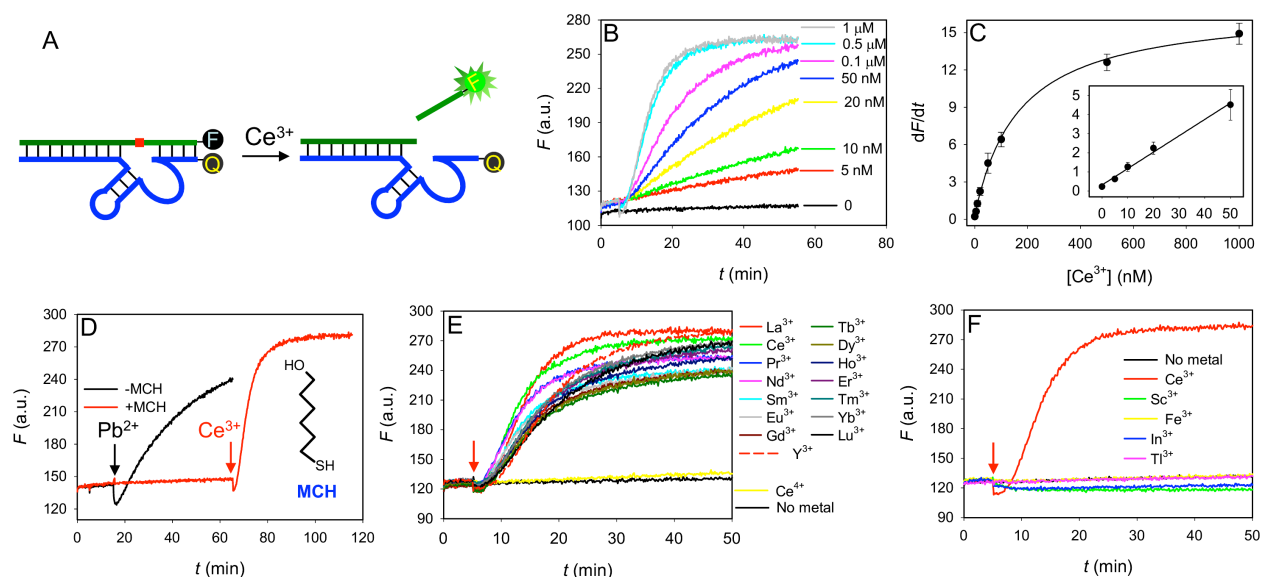 A
F
Q
Ce³⁺
F
Q
B
280
250
220
190
160
130
100
F (a.u.)
0
20
40
60
80
t (min)
1 μM
0.5 μM
0.1 μM
50 nM
20 nM
10 nM
5 nM
0
C
15
12
9
6
3
0
dF/dt
0
200
400
600
800
1000
[Ce³⁺] (nM)
5
4
3
2
1
0
0
10
20
30
40
50
D
300
270
240
210
180
150
120
F (a.u.)
0
20
40
60
80
100
120
t (min)
-MCH
+MCH
Pb²⁺
Ce³⁺
HO
SH
MCH
E
300
270
240
210
180
150
120
90
F (a.u.)
0
10
20
30
40
50
t (min)
La³⁺ Tb³⁺
Ce³⁺ Dy³⁺
Pr³⁺ Ho³⁺
Nd³⁺ Er³⁺
Sm³⁺ Tm³⁺
Eu³⁺ Yb³⁺
Gd³⁺ Lu³⁺
Y³⁺
Ce⁴⁺
No metal
F
300
270
240
210
180
150
120
90
F (a.u.)
0
10
20
30
40
50
t (min)
No metal
Ce³⁺
Sc³⁺
Fe³⁺
In³⁺
Tl³⁺